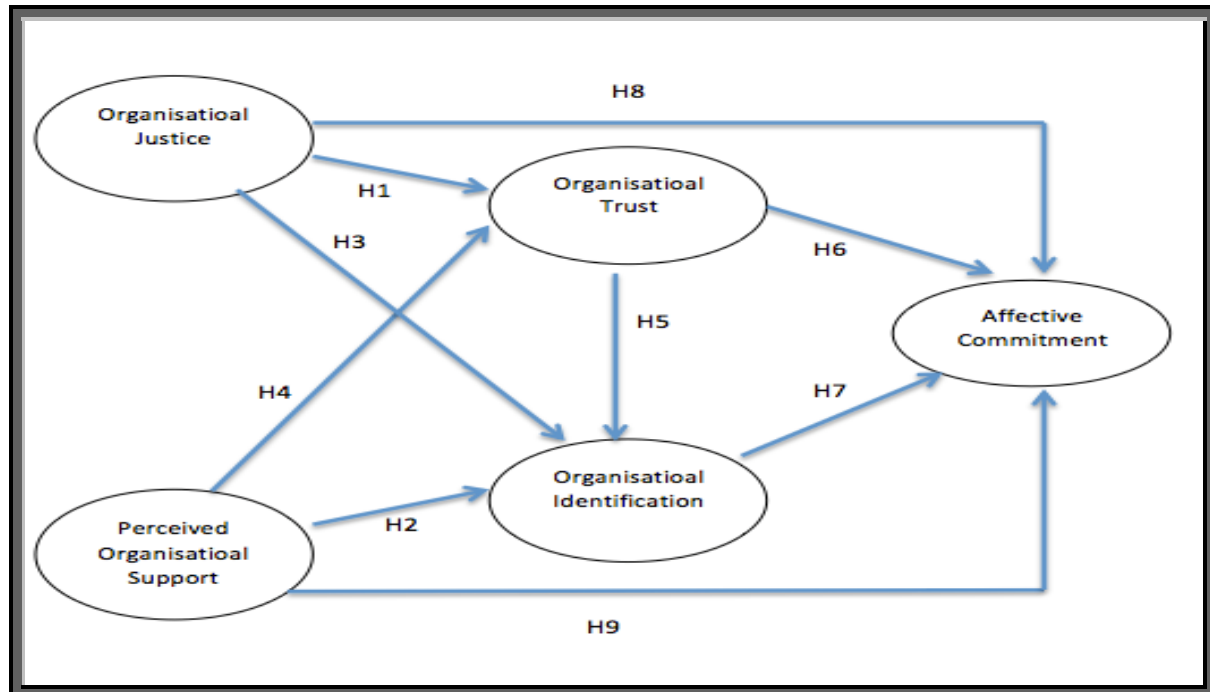 H8
Organisatioal
Justice
H1
Organisatioal
Trust
H3
H6
Affective
Commitment
H5
H4
H7
Organisatioal
Identification
Perceived
Organisatioal
Support
H2
H9